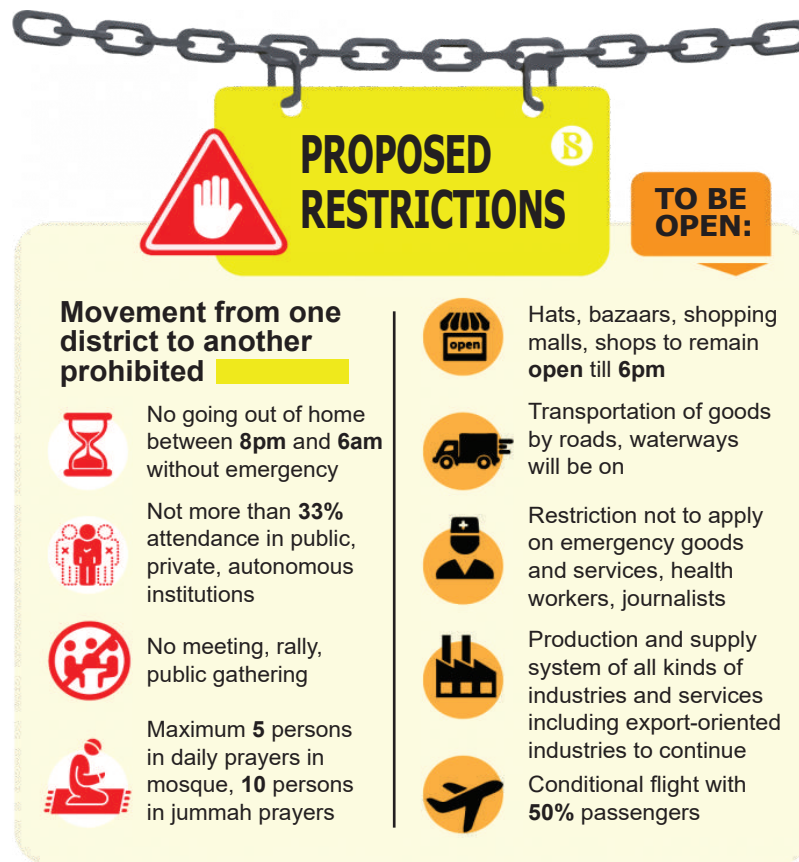 PROPOSED
RESTRICTIONS
B
TO BE
OPEN:
Movement from one
district to another
prohibited
No going out of home
between 8pm and 6am
without emergency
Not more than 33%
attendance in public,
private, autonomous
institutions
No meeting, rally,
public gathering
Maximum 5 persons
in daily prayers in
mosque, 10 persons
in jummah prayers
open
Hats, bazaars, shopping
malls, shops to remain
open till 6pm
Transportation of goods
by roads, waterways
will be on
Restriction not to apply
on emergency goods
and services, health
workers, journalists
Production and supply
system of all kinds of
industries and services
including export-oriented
industries to continue
Conditional flight with
50% passengers